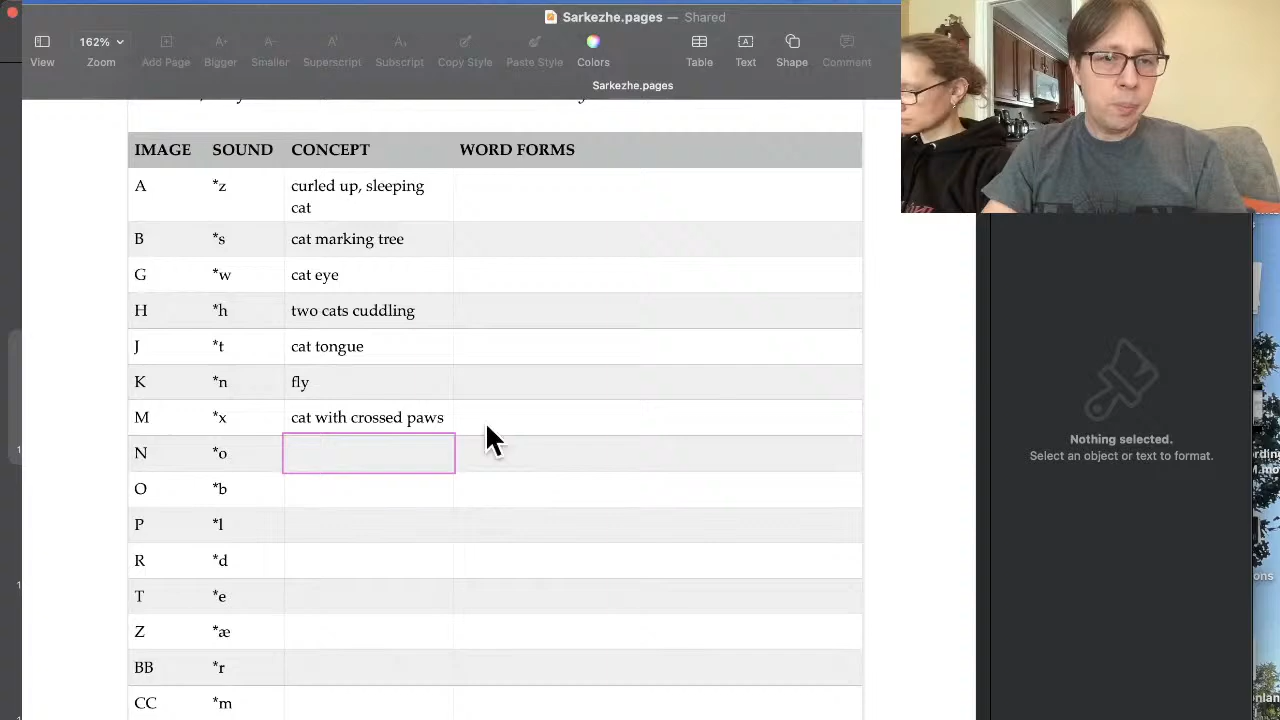 Sarkezhe.pages — Shared
162%
View Zoom Add Page Bigger Smaller Superscript Subscript Copy Style Paste Style Colors Table Text Shape Comment
Sarkezhe.pages
IMAGE SOUND CONCEPT WORD FORMS
A *z curled up, sleeping
cat
B *s cat marking tree
G *w cat eye
H *h two cats cuddling
J *t cat tongue
K *n fly
M *x cat with crossed paws
N *o
O *b
P *l
R *d
T *e
Z *æ
BB *r
CC *m
Nothing selected.
Select an object or text to format.